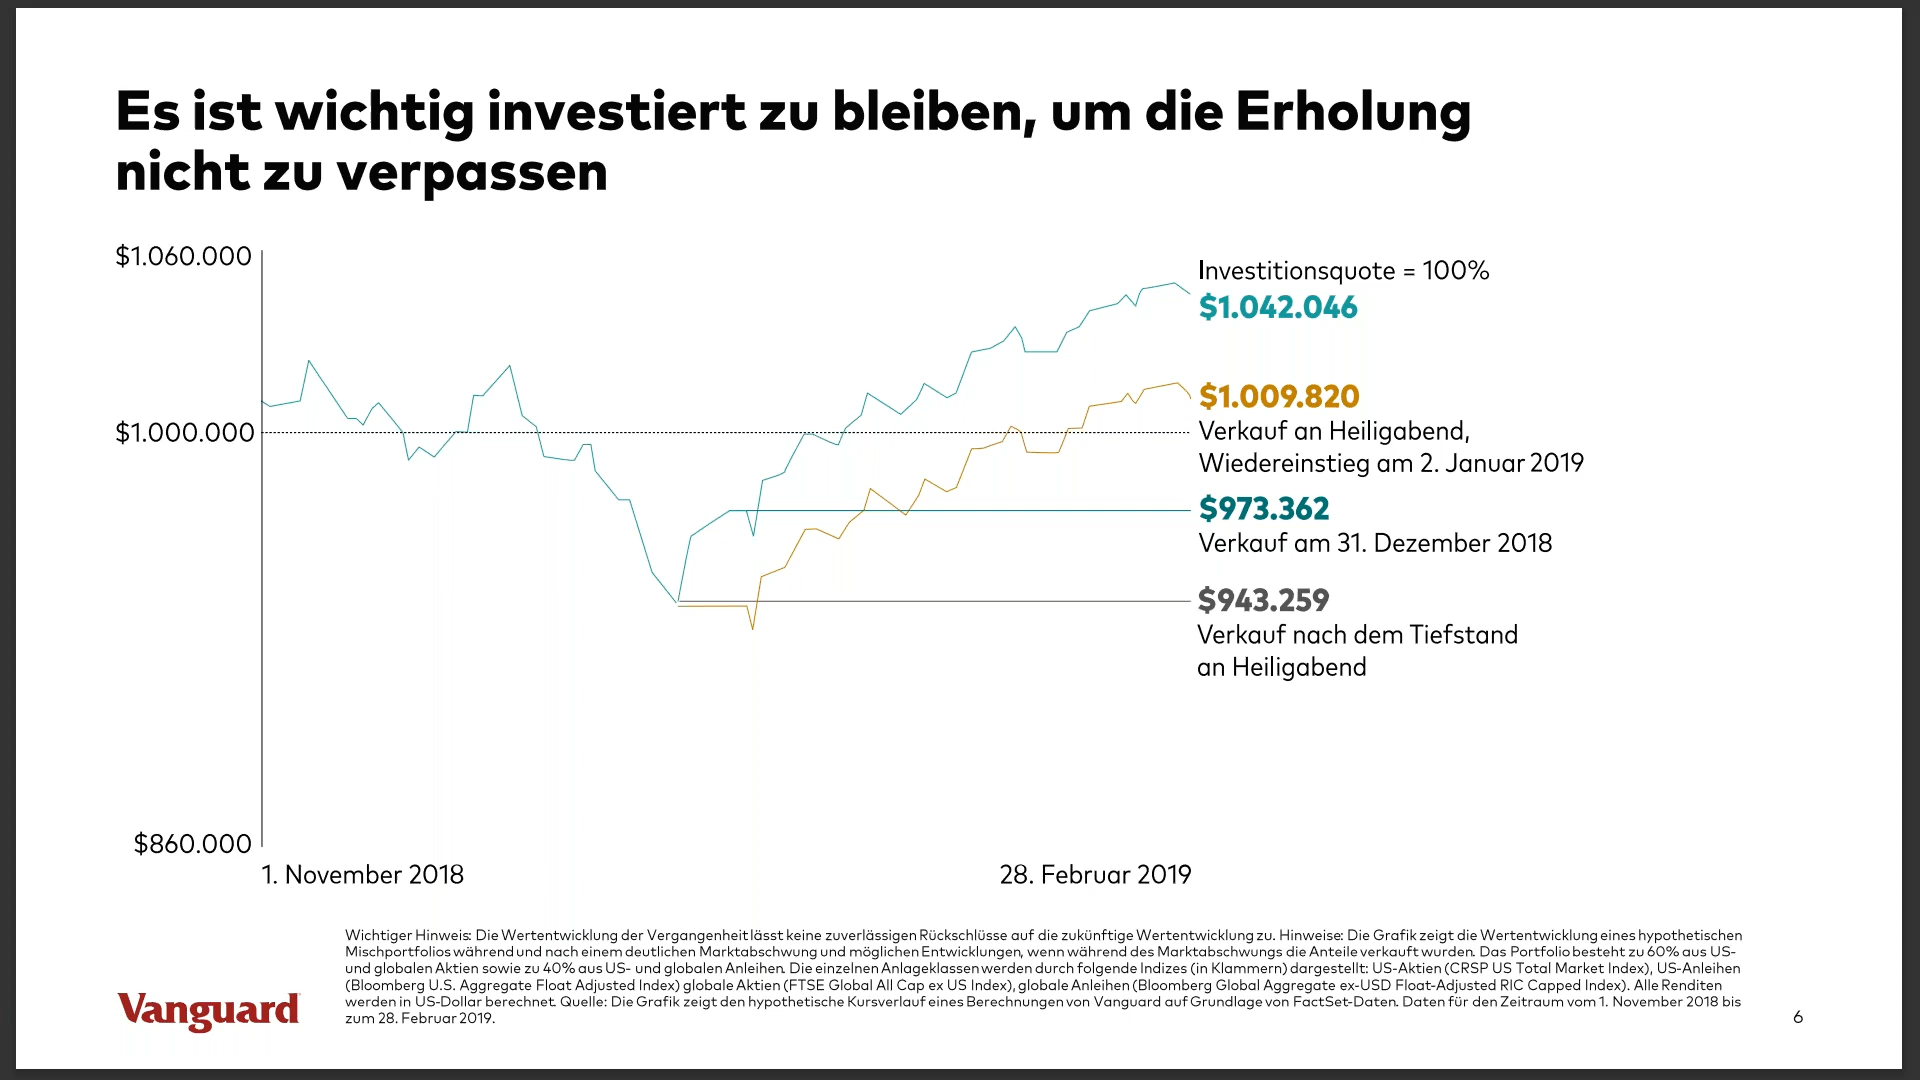 Es ist wichtig investiert zu bleiben, um die Erholung
nicht zu verpassen
$1.060.000
$1.000.000
$860.000
1. November 2018
28. Februar 2019
Investitionsquote = 100%
$1.042.046
$1.009.820
Verkauf an Heiligabend,
Wiedereinstieg am 2. Januar 2019
$973.362
Verkauf am 31. Dezember 2018
$943.259
Verkauf nach dem Tiefstand
an Heiligabend
Wichtiger Hinweis: Die Wertentwicklung der Vergangenheit lässt keine zuverlässigen Rückschlüsse auf die zukünftige Wertentwicklung zu. Hinweise: Die Grafik zeigt die Wertentwicklung eines hypothetischen
Mischportfolios während und nach einem deutlichen Marktabschwung und möglichen Entwicklungen, wenn während des Marktabschwungs die Anteile verkauft wurden. Das Portfolio besteht zu 60% aus US-
und globalen Aktien sowie zu 40% aus US- und globalen Anleihen. Die einzelnen Anlageklassen werden durch folgende Indizes (in Klammern) dargestellt: US-Aktien (CRSP US Total Market Index), US-Anleihen
(Bloomberg U.S. Aggregate Float Adjusted Index) globale Aktien (FTSE Global All Cap ex US Index), globale Anleihen (Bloomberg Global Aggregate ex-USD Float-Adjusted RIC Capped Index). Alle Renditen
werden in US-Dollar berechnet. Quelle: Die Grafik zeigt den hypothetische Kursverlauf eines Berechnungen von Vanguard auf Grundlage von FactSet-Daten. Daten für den Zeitraum vom 1. November 2018 bis
zum 28. Februar 2019.
Vanguard
6